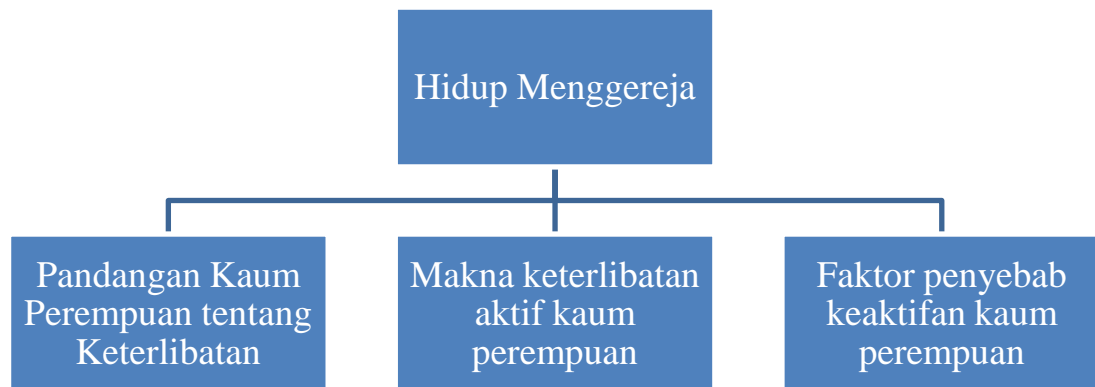 Hidup Menggereja
Pandangan Kaum
Perempuan tentang
Keterlibatan
Makna keterlibatan
aktif kaum
perempuan
Faktor penyebab
keaktifan kaum
perempuan